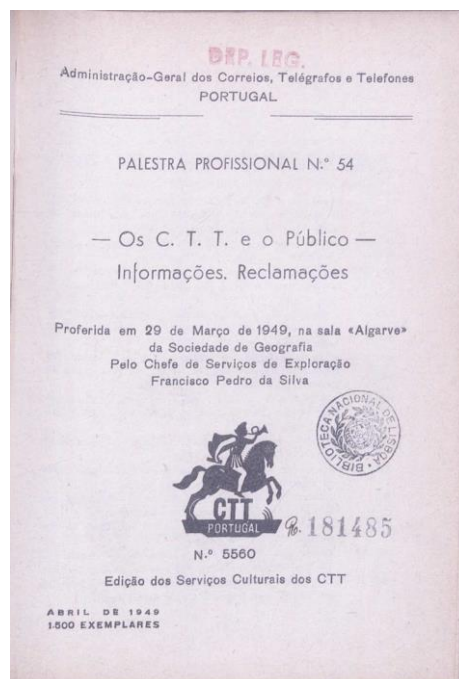 DEP. LEG.
Administração-Geral dos Correios, Telégrafos e Telefones
PORTUGAL
PALESTRA PROFISSIONAL N.º 54
— Os C. T. T. e o Público —
Informações. Reclamações
Proferida em 29 de Março de 1949, na sala «Algarve»
da Sociedade de Geografia
Pelo Chefe de Serviços de Exploração
Francisco Pedro da Silva
BIBLIOTECA NACIONAL DE LISBOA
CTT
PORTUGAL
181485
N.º 5560
Edição dos Serviços Culturais dos CTT
ABRIL DE 1949
1.500 EXEMPLARES